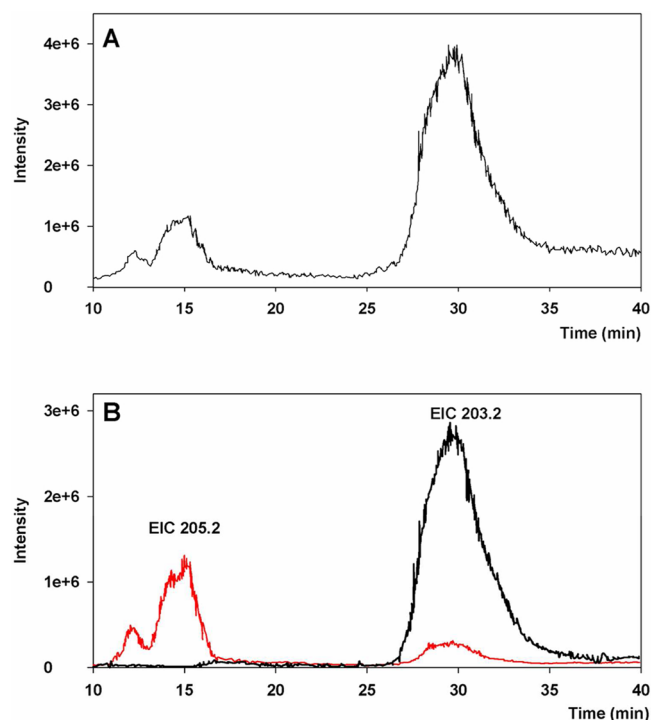 A
4e+6
3e+6
2e+6
1e+6
0
Intensity
10 15 20 25 30 35 40
Time (min)
B
3e+6
2e+6
1e+6
0
Intensity
EIC 203.2
EIC 205.2
10 15 20 25 30 35 40
Time (min)